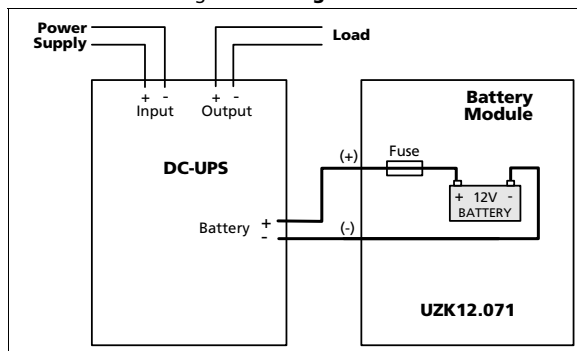 Power
Supply
Load
+ - + -
Input Output
DC-UPS
Battery + -
Battery
Module
(+)
Fuse
+ 12V -
BATTERY
(-)
UZK12.071